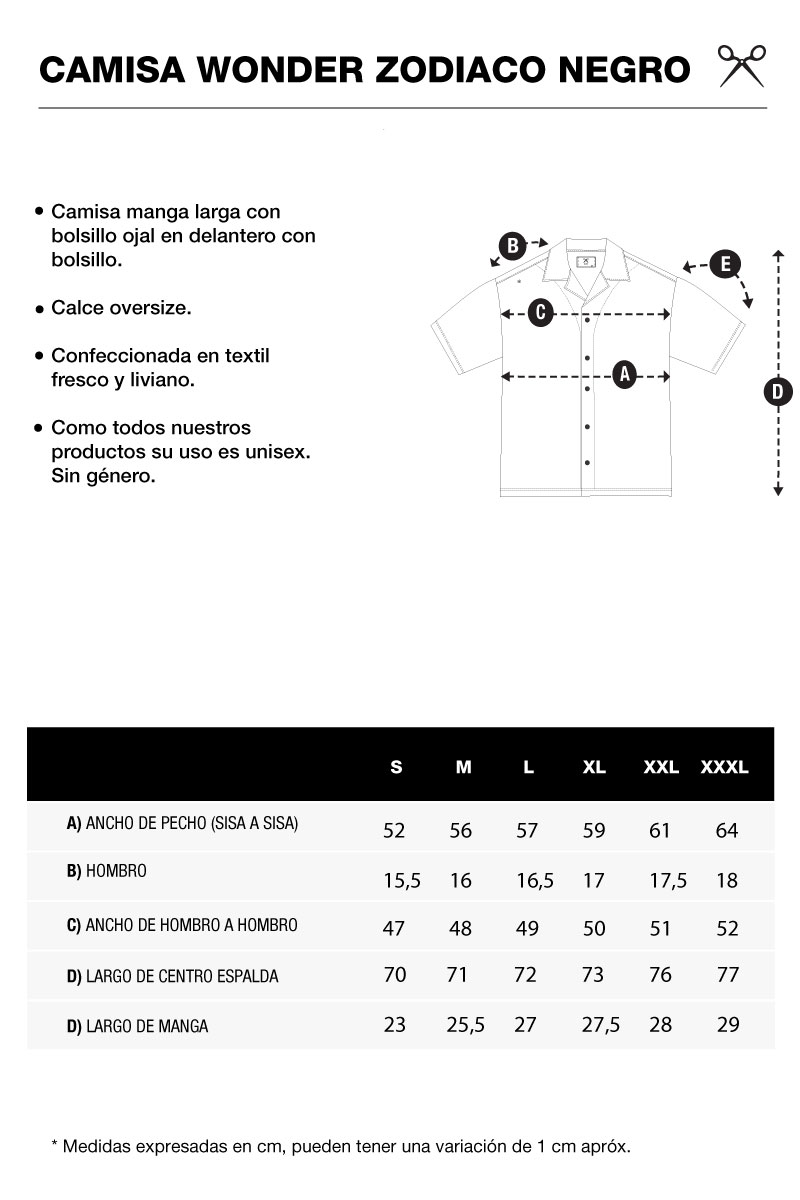 CAMISA WONDER ZODIACO NEGRO
• Camisa manga larga con
bolsillo ojal en delantero con
bolsillo.
• Calce oversize.
• Confeccionada en textil
fresco y liviano.
• Como todos nuestros
productos su uso es unisex.
Sin género.
B
E
C
A
D
S M L XL XXL XXXL
A) ANCHO DE PECHO (SISA A SISA) 52 56 57 59 61 64
B) HOMBRO 15,5 16 16,5 17 17,5 18
C) ANCHO DE HOMBRO A HOMBRO 47 48 49 50 51 52
D) LARGO DE CENTRO ESPALDA 70 71 72 73 76 77
D) LARGO DE MANGA 23 25,5 27 27,5 28 29
* Medidas expresadas en cm, pueden tener una variación de 1 cm apróx.